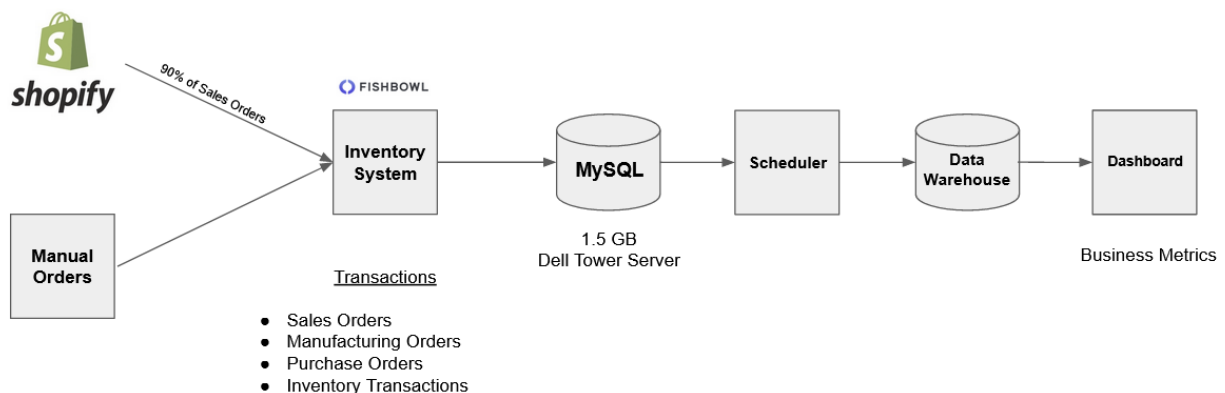 S
shopify
90% of Sales Orders
FISHBOWL
Inventory
System
MySQL
Scheduler
Data
Warehouse
Dashboard
Manual
Orders
1.5 GB
Dell Tower Server
Business Metrics
Transactions
● Sales Orders
● Manufacturing Orders
● Purchase Orders
● Inventory Transactions